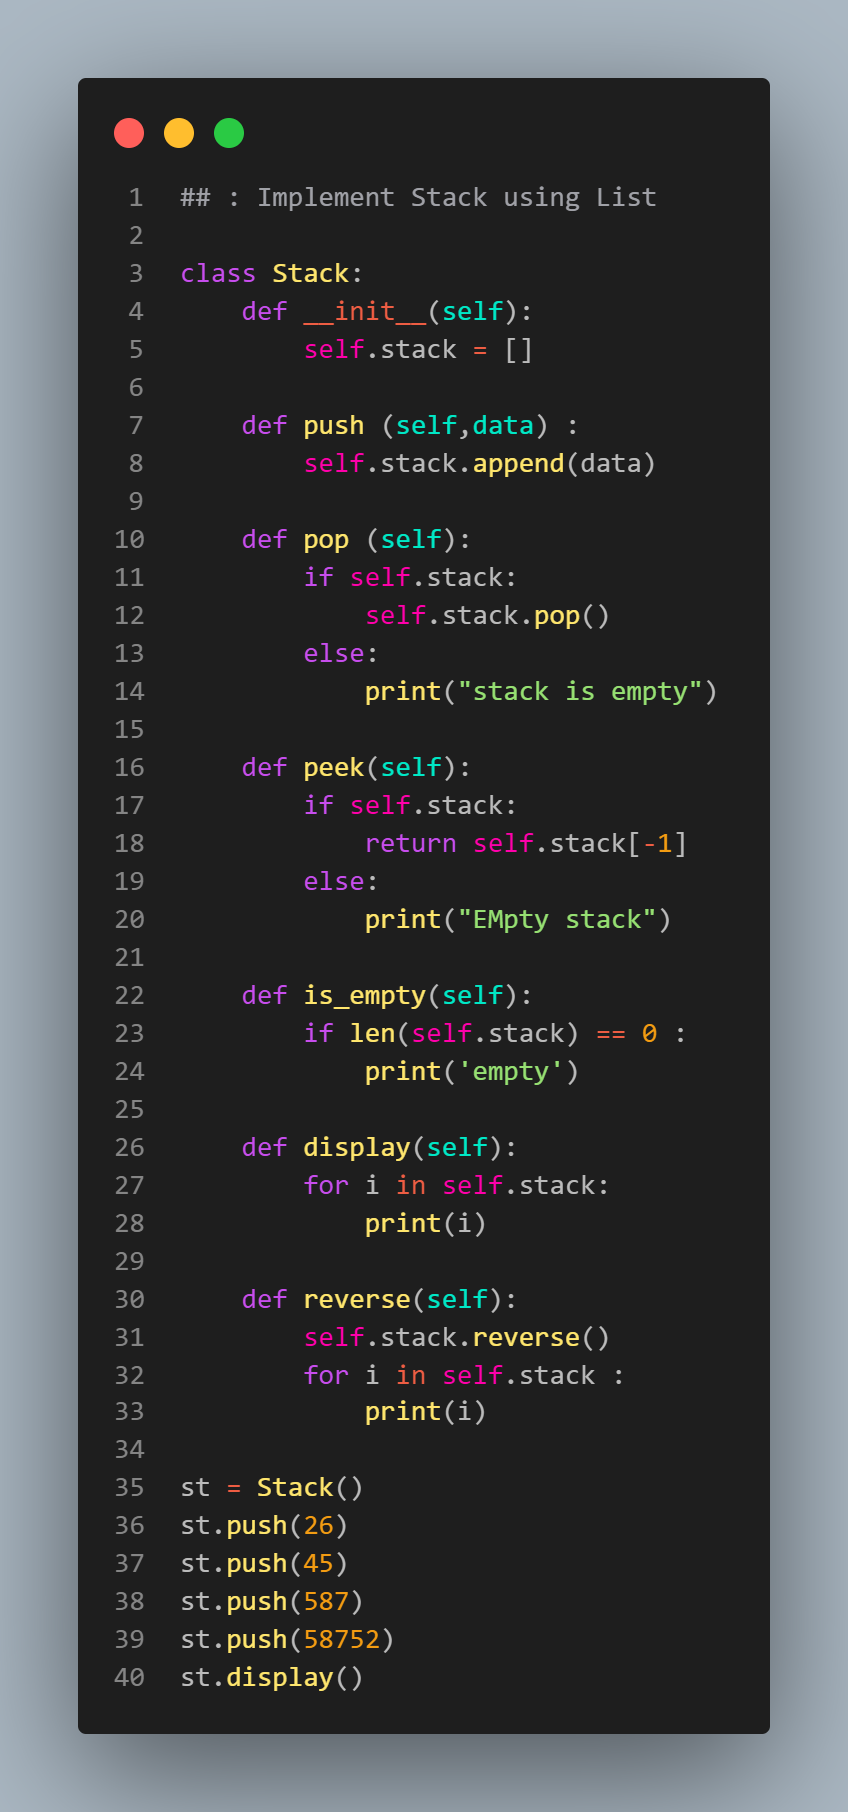 1 ## : Implement Stack using List
2
3 class Stack:
4     def __init__(self):
5         self.stack = []
6
7     def push (self,data) :
8         self.stack.append(data)
9
10     def pop (self):
11         if self.stack:
12             self.stack.pop()
13         else:
14             print("stack is empty")
15
16     def peek(self):
17         if self.stack:
18             return self.stack[-1]
19         else:
20             print("EMpty stack")
21
22     def is_empty(self):
23         if len(self.stack) == 0 :
24             print('empty')
25
26     def display(self):
27         for i in self.stack:
28             print(i)
29
30     def reverse(self):
31         self.stack.reverse()
32         for i in self.stack :
33             print(i)
34
35 st = Stack()
36 st.push(26)
37 st.push(45)
38 st.push(587)
39 st.push(58752)
40 st.display()